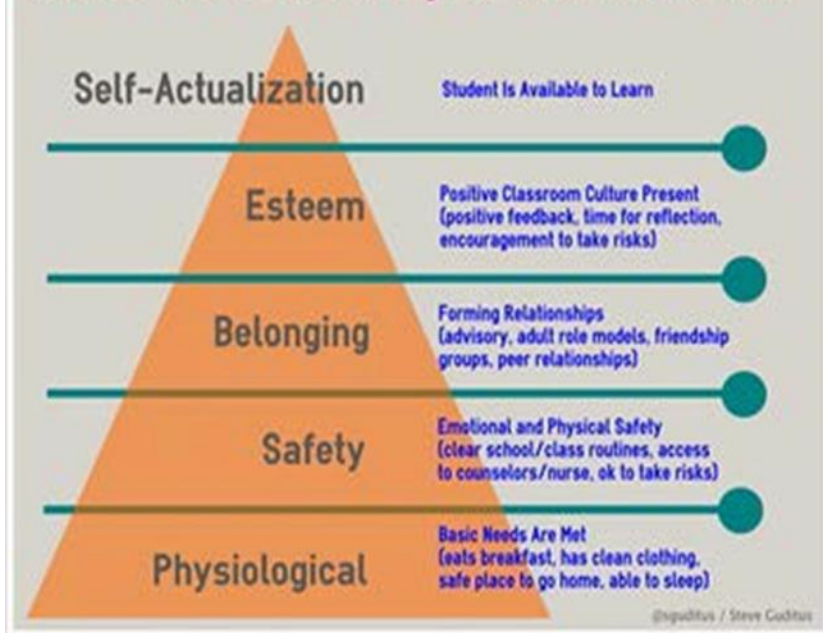 Self-Actualization
Student Is Available to Learn
Esteem
Positive Classroom Culture Present
(positive feedback, time for reflection,
encouragement to take risks)
Belonging
Forming Relationships
(advisory, adult role models, friendship
groups, peer relationships)
Safety
Emotional and Physical Safety
(clear school/class routines, access
to counselors/nurse, ok to take risks)
Physiological
Basic Needs Are Met
(eats breakfast, has clean clothing,
safe place to go home, able to sleep)
@sguditus / Steve Guditus